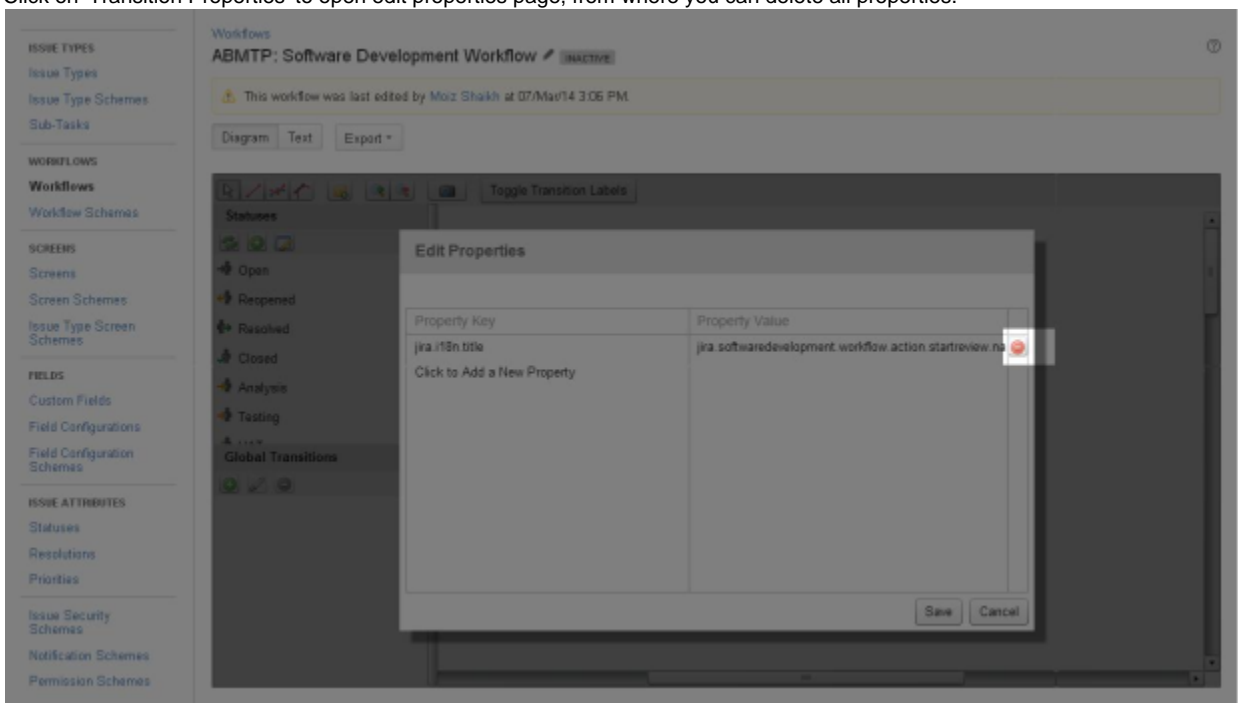 Click on 'Transition Properties' to open edit properties page, from where you can delete all properties.
ISSUE TYPES
Issue Types
Issue Type Schemes
Sub-Tasks
WORKFLOWS
Workflows
Workflow Schemes
SCREENS
Screens
Screen Schemes
Issue Type Screen
Schemes
FIELDS
Custom Fields
Field Configurations
Field Configuration
Schemes
ISSUE ATTRIBUTES
Statuses
Resolutions
Priorities
Issue Security
Schemes
Notification Schemes
Permission Schemes
Workflows
ABMTP: Software Development Workflow INACTIVE
This workflow was last edited by Moiz Shaikh at 07/Mar/14 3:06 PM.
Diagram Text Export
Toggle Transition Labels
Statuses
Open
Reopened
Resolved
Closed
Analysis
Testing
Global Transitions
Edit Properties
Property Key Property Value
jira.i18n.title jira.softwaredevelopment.workflow.action.startreview.na
Click to Add a New Property
Save Cancel